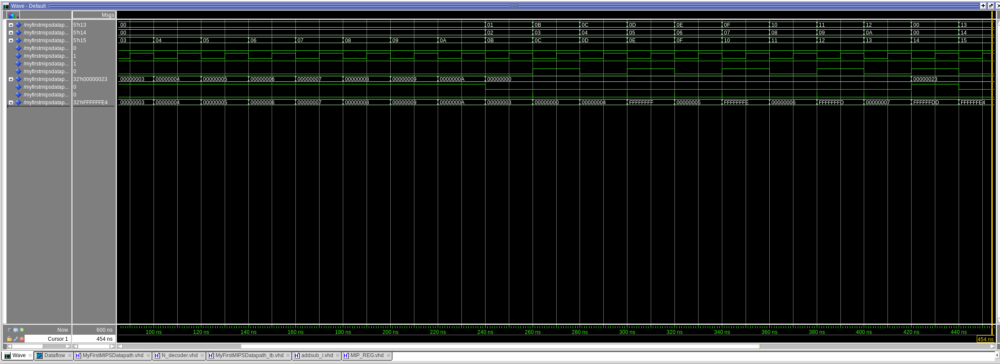 Wave - Default
Msgs
/myfirstmipsdatap... 5'h13 00 01 0B 0C 0D 0E 0F 10 11 12 00 13
/myfirstmipsdatap... 5'h14 00 02 03 04 05 06 07 08 09 0A 00 14
/myfirstmipsdatap... 5'h15 03 04 05 06 07 08 09 0A 0B 0C 0D 0E 0F 10 11 12 13 14 15
/myfirstmipsdatap... 0
/myfirstmipsdatap... 1
/myfirstmipsdatap... 1
/myfirstmipsdatap... 0
/myfirstmipsdatap... 32'h00000023 00000003 00000004 00000005 00000006 00000007 00000008 00000009 0000000A 00000000 00000023
/myfirstmipsdatap... 0
/myfirstmipsdatap... 0
/myfirstmipsdatap... 32'hFFFFFFE4 00000003 00000004 00000005 00000006 00000007 00000008 00000009 0000000A 00000003 00000000 00000004 FFFFFFFF 00000005 FFFFFFFE 00000006 FFFFFFFD 00000007 FFFFFFDD FFFFFFE4
Now 600 ns 100 ns 120 ns 140 ns 160 ns 180 ns 200 ns 220 ns 240 ns 260 ns 280 ns 300 ns 320 ns 340 ns 360 ns 380 ns 400 ns 420 ns 440 ns
Cursor 1 454 ns 454 ns
Wave Dataflow MyFirstMIPSDatapath.vhd N_decoder.vhd MyFirstMIPSDatapath_tb.vhd addsub_i.vhd MIP_REG.vhd